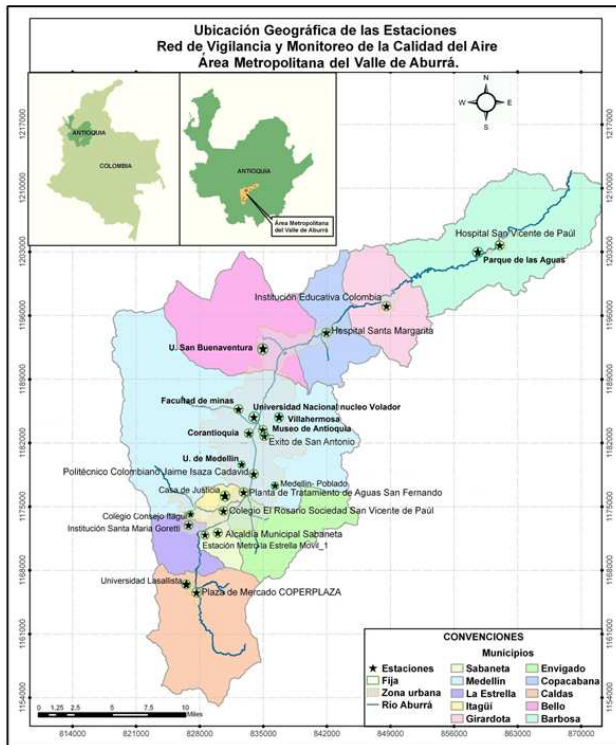 Ubicación Geográfica de las Estaciones
Red de Vigilancia y Monitoreo de la Calidad del Aire
Área Metropolitana del Valle de Aburrá.
ANTIOQUIA
COLOMBIA
ANTIOQUIA
Área Metropolitana
del Valle de Aburrá
N
W E
S
1217000
1210000
1203000
1196000
1189000
1182000
1175000
1168000
1161000
1154000
Hospital San Vicente de Paúl
Parque de las Aguas
Institución Educativa Colombia
Hospital Santa Margarita
U. San Buenaventura
Facultad de minas
Universidad Nacional nucleo Volador
Villahermosa
Museo de Antioquia
Corantioquia
Exito de San Antonio
U. de Medellin
Politécnico Colombiano Jaime Isaza Cadavid
Medellin- Poblado
Casa de Justicia
Planta de Tratamiento de Aguas San Fernando
Colegio El Rosario Sociedad San Vicente de Paúl
Colegio Consejo Itagui
Institución Santa Maria Goretti
Alcaldia Municipal Sabaneta
Estación Metro la Estrella Movil_1
Universidad Lasallista
Plaza de Mercado COPERPLAZA
CONVENCIONES
Municipios
Estaciones
Fija
Zona urbana
Rio Aburrá
Sabaneta
Medellin
La Estrella
Itagüí
Girardota
Envigado
Copacabana
Caldas
Bello
Barbosa
0 1.25 2.5 5 7.5 10
Miles
814000 821000 828000 835000 842000 849000 856000 863000 870000